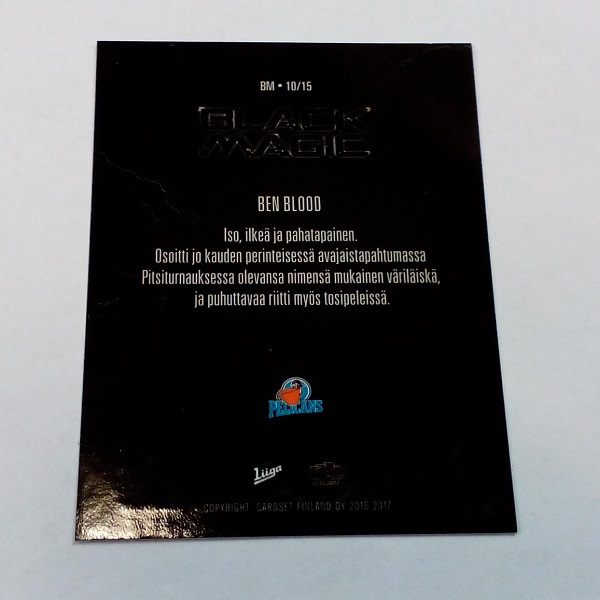 BM • 10/15
BLACK
MAGIC
BEN BLOOD
Iso, ilkeä ja pahatapainen.
Osoitti jo kauden perinteisessä avajaistapahtumassa
Pitsiturnauksessa olevansa nimensä mukainen väriläiskä,
ja puhuttavaa riitti myös tosipeleissä.
PELICANS
Liiga
COPYRIGHT: CARDSET FINLAND OY 2016-2017